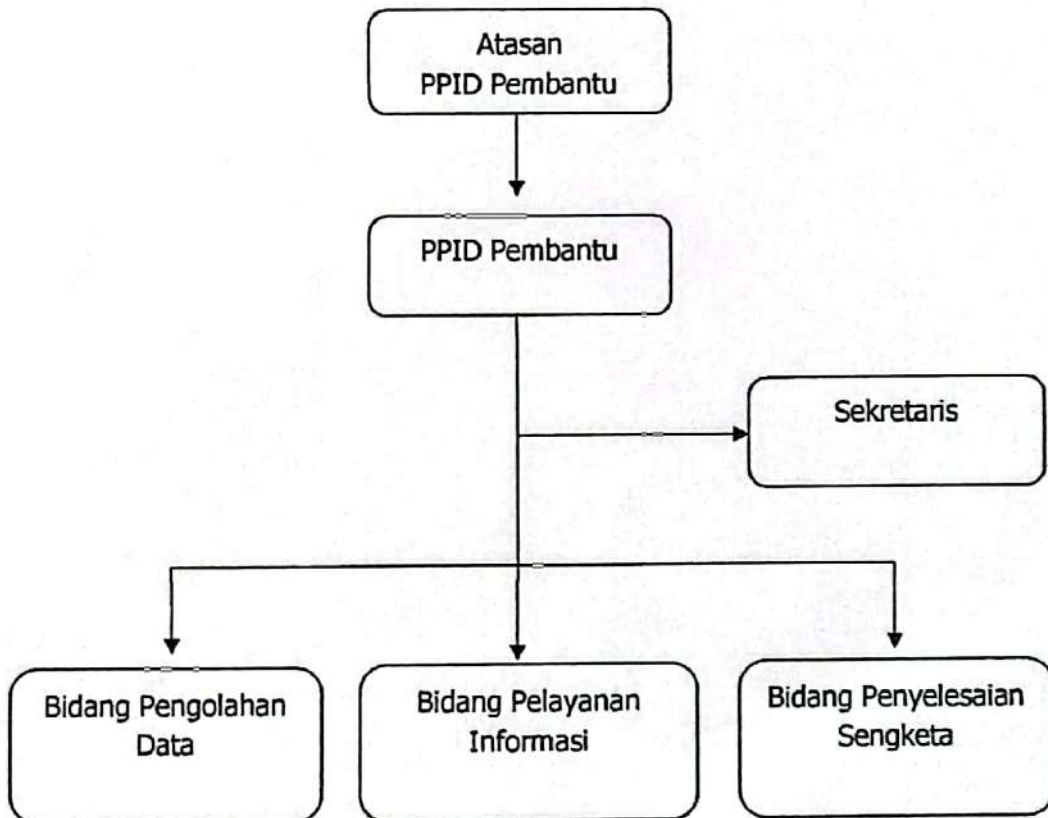 Atasan
PPID Pembantu
PPID Pembantu
Sekretaris
Bidang Pengolahan
Data
Bidang Pelayanan
Informasi
Bidang Penyelesaian
Sengketa